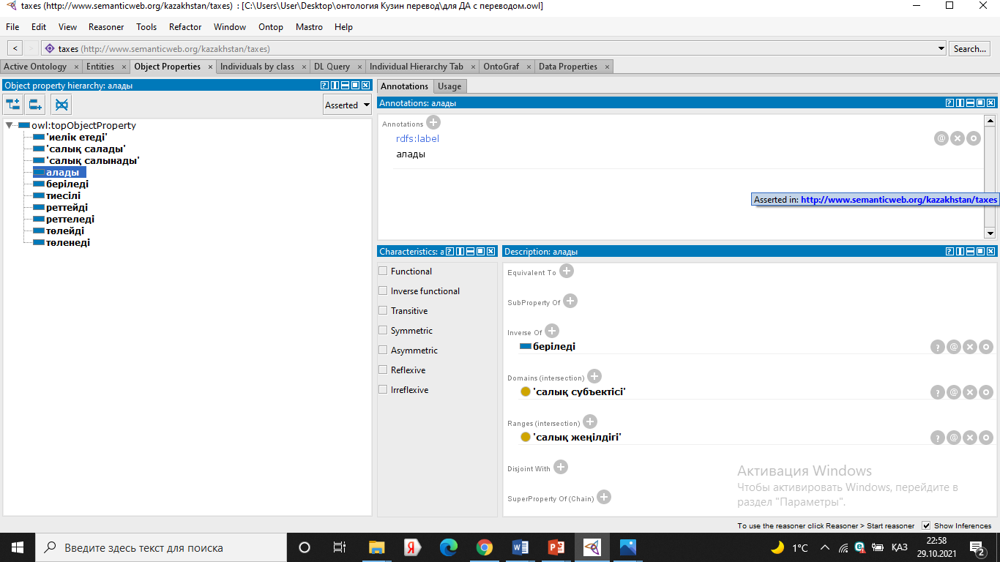 taxes (http://www.semanticweb.org/kazakhstan/taxes) : [C:\Users\User\Desktop\онтология Кузин перевод\для ДА с переводом.owl]
File Edit View Reasoner Tools Refactor Window Ontop Mastro Help
< > taxes (http://www.semanticweb.org/kazakhstan/taxes) Search...
Active Ontology × Entities × Object Properties × Individuals by class × DL Query × Individual Hierarchy Tab × OntoGraf × Data Properties ×
Object property hierarchy: алады
Asserted
owl:topObjectProperty
'иелік етеді'
'салық салады'
'салық салынады'
алады
беріледі
тиесілі
реттейді
реттеледі
төлейді
төленеді
Annotations Usage
Annotations: алады
Annotations
rdfs:label
алады
Asserted in: http://www.semanticweb.org/kazakhstan/taxes
Characteristics: а
Functional
Inverse functional
Transitive
Symmetric
Asymmetric
Reflexive
Irreflexive
Description: алады
Equivalent To
SubProperty Of
Inverse Of
беріледі
Domains (intersection)
'салық субъектісі'
Ranges (intersection)
'салық жеңілдігі'
Disjoint With
SuperProperty Of (Chain)
Активация Windows
Чтобы активировать Windows, перейдите в
раздел "Параметры".
To use the reasoner click Reasoner > Start reasoner Show Inferences
Введите здесь текст для поиска
1°C ҚАЗ 22:58
29.10.2021
2